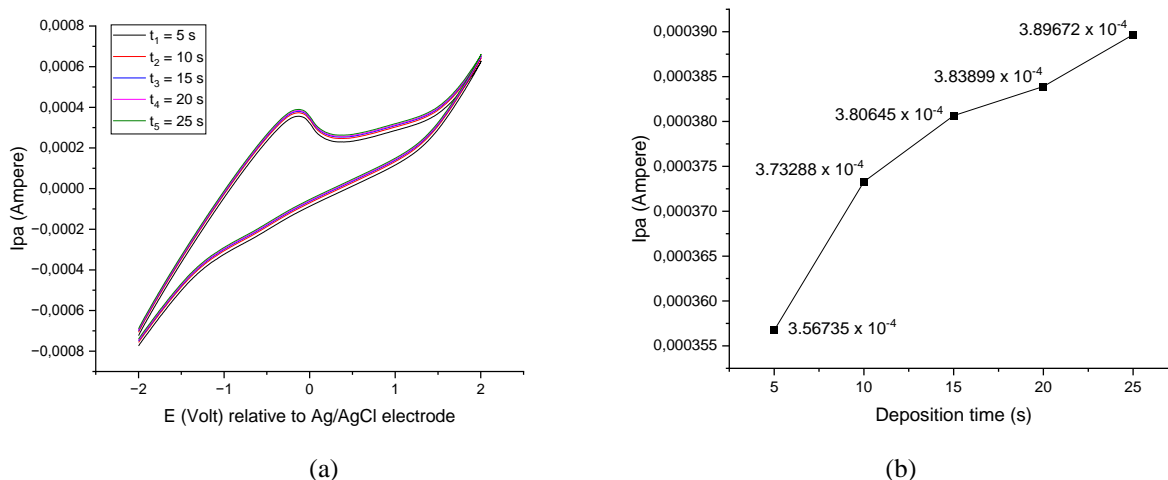 0,0008
0,0006
0,0004
0,0002
0,0000
−0,0002
−0,0004
−0,0006
−0,0008
Ipa (Ampere)
t1 = 5 s
t2 = 10 s
t3 = 15 s
t4 = 20 s
t5 = 25 s
−2 −1 0 1 2
E (Volt) relative to Ag/AgCl electrode
(a)
0,000390
0,000385
0,000380
0,000375
0,000370
0,000365
0,000360
0,000355
Ipa (Ampere)
3.89672 x 10-4
3.83899 x 10-4
3.80645 x 10-4
3.73288 x 10-4
3.56735 x 10-4
5 10 15 20 25
Deposition time (s)
(b)